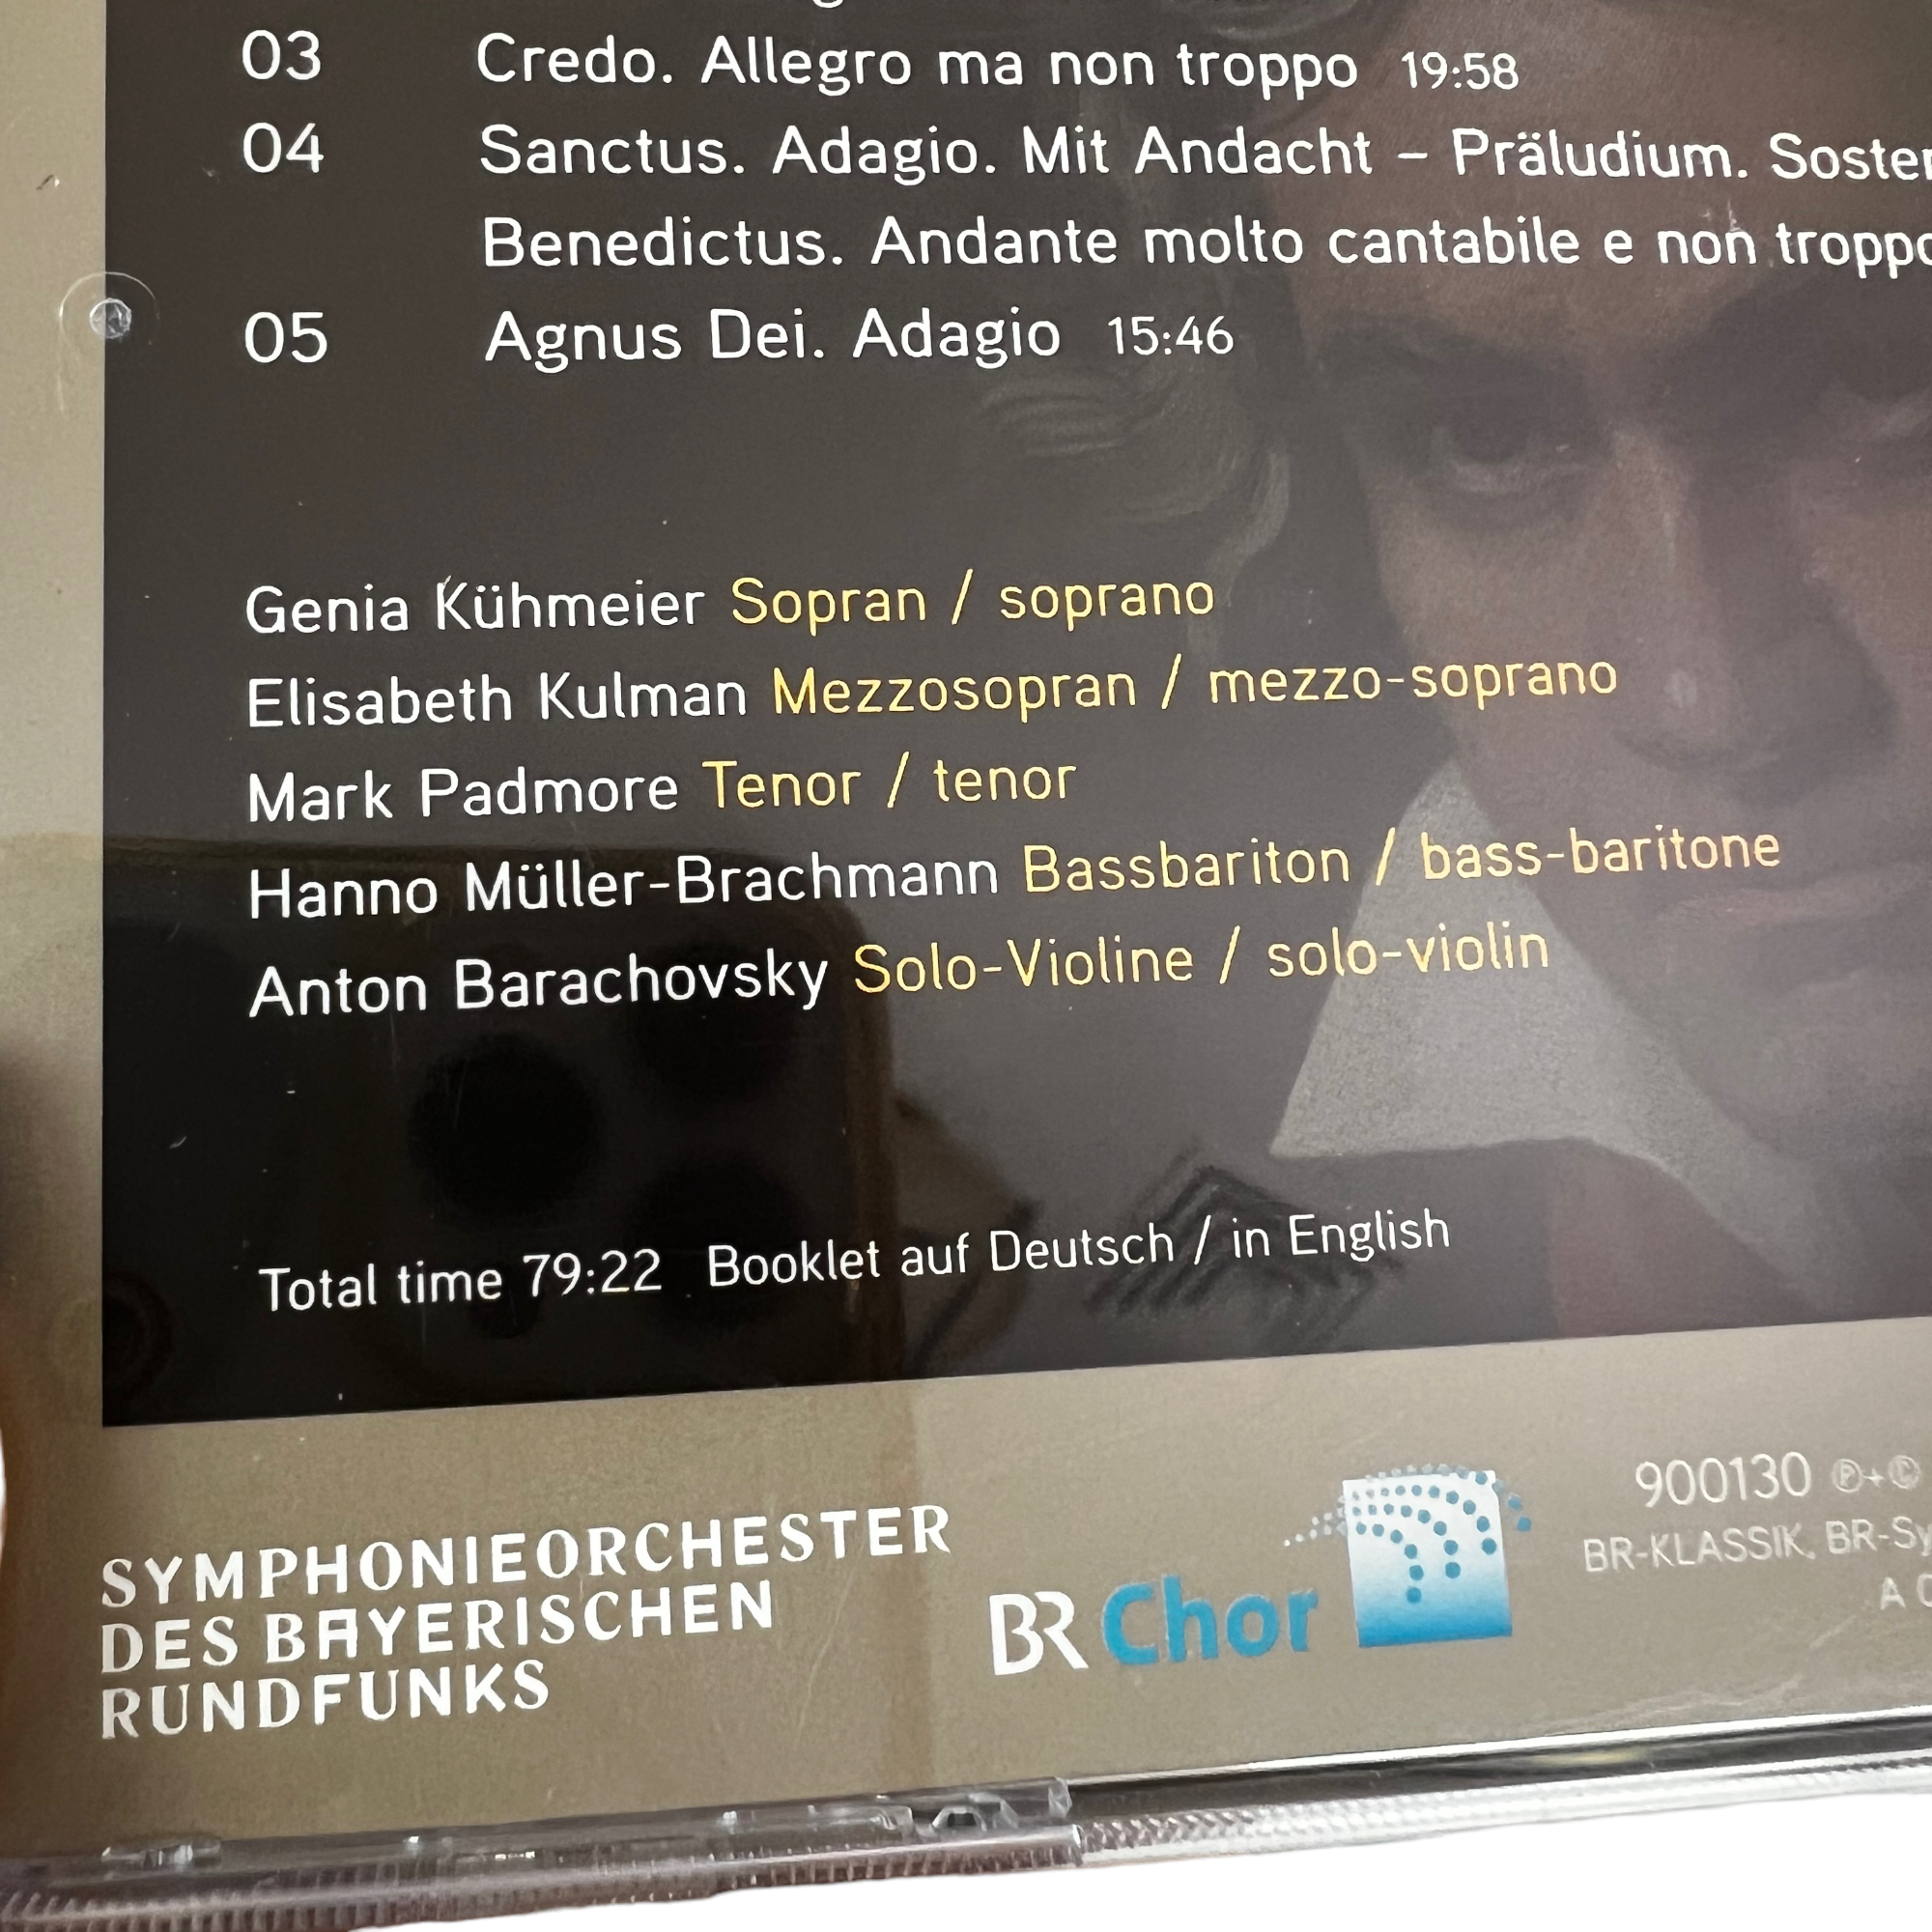 03 Credo. Allegro ma non troppo 19:58
04 Sanctus. Adagio. Mit Andacht – Präludium.
Benedictus. Andante molto cantabile e non troppo
05 Agnus Dei. Adagio 15:46
Genia Kühmeier Sopran / soprano
Elisabeth Kulman Mezzosopran / mezzo-soprano
Mark Padmore Tenor / tenor
Hanno Müller-Brachmann Bassbariton / bass-baritone
Anton Barachovsky Solo-Violine / solo-violin
Total time 79:22 Booklet auf Deutsch / in English
SYMPHONIEORCHESTER
DES BAYERISCHEN
RUNDFUNKS
BR Chor
900130 ℗+©
BR-KLASSIK,
A